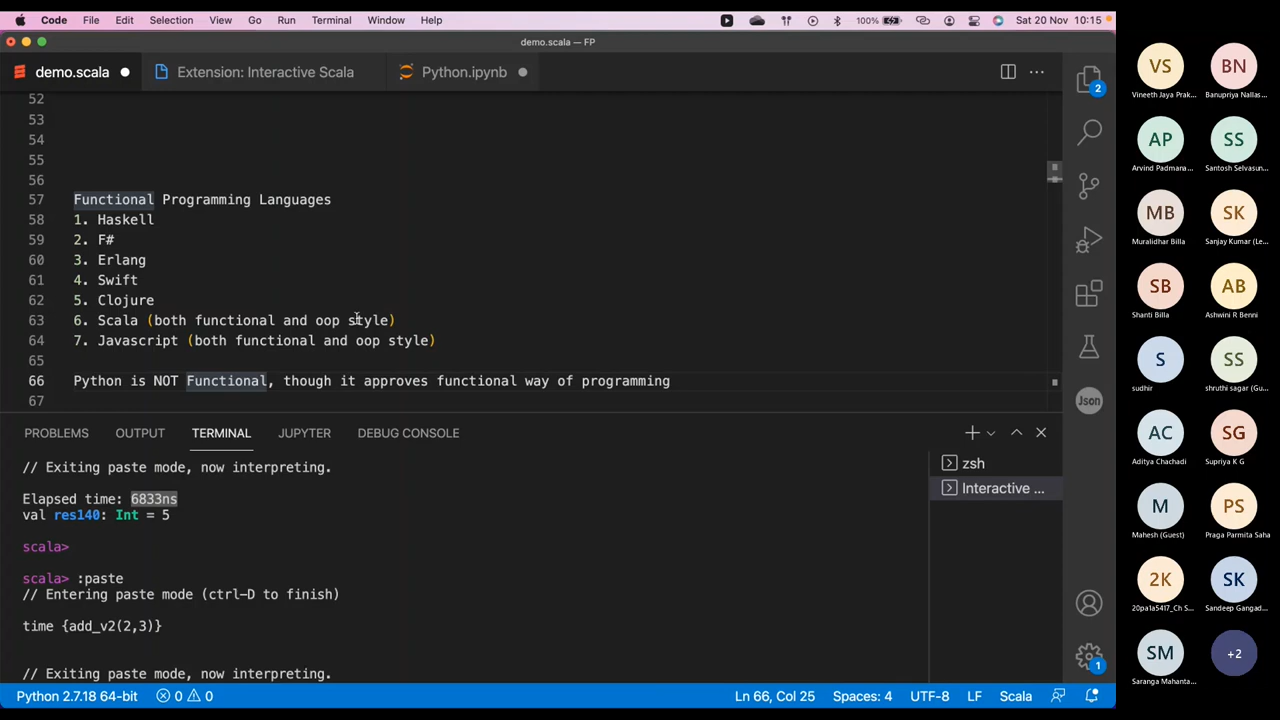 Code File Edit Selection View Go Run Terminal Window Help 100% Sat 20 Nov 10:15
demo.scala — FP
demo.scala Extension: Interactive Scala Python.ipynb
52
53
54
55
56
57 Functional Programming Languages
58 1. Haskell
59 2. F#
60 3. Erlang
61 4. Swift
62 5. Clojure
63 6. Scala (both functional and oop style)
64 7. Javascript (both functional and oop style)
65
66 Python is NOT Functional, though it approves functional way of programming
67
2
Json
1
PROBLEMS OUTPUT TERMINAL JUPYTER DEBUG CONSOLE
// Exiting paste mode, now interpreting.
Elapsed time: 6833ns
val res140: Int = 5
scala>
scala> :paste
// Entering paste mode (ctrl-D to finish)
time {add_v2(2,3)}
// Exiting paste mode, now interpreting.
zsh
Interactive ...
Python 2.7.18 64-bit 0 0 Ln 66, Col 25 Spaces: 4 UTF-8 LF Scala
VS BN
Vineeth Jaya Prak... Banupriya Nallas...
AP SS
Arvind Padmana... Santosh Selvasun...
MB SK
Muralidhar Billa Sanjay Kumar (Le...
SB AB
Shanti Billa Ashwini R Benni
S SS
sudhir shruthi sagar (Gu...
AC SG
Aditya Chachadi Supriya K G
M PS
Mahesh (Guest) Praga Parmita Saha
2K SK
20pa1a5417_Ch S... Sandeep Gangad...
SM +2
Saranga Mahanta...